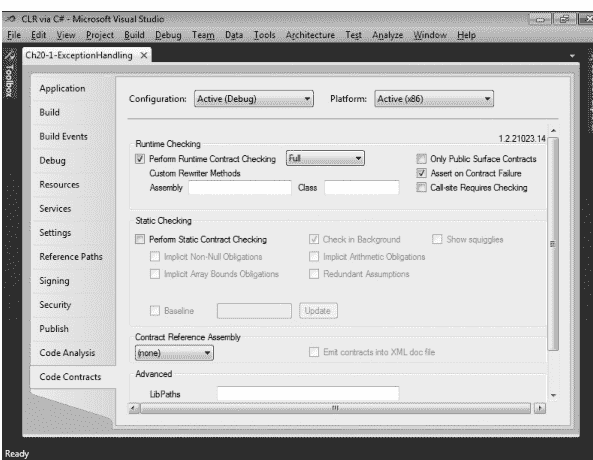 CLR via C# - Microsoft Visual Studio
File Edit View Project Build Debug Team Data Tools Architecture Test Analyze Window Help
Ch20-1-ExceptionHandling X
Toolbox
Application
Build
Build Events
Debug
Resources
Services
Settings
Reference Paths
Signing
Security
Publish
Code Analysis
Code Contracts
Configuration: Active (Debug) Platform: Active (x86)
1.2.21023.14
Runtime Checking
Perform Runtime Contract Checking Full Only Public Surface Contracts
Custom Rewriter Methods Assert on Contract Failure
Assembly Class Call-site Requires Checking
Static Checking
Perform Static Contract Checking Check in Background Show squigglies
Implicit Non-Null Obligations Implicit Arithmetic Obligations
Implicit Array Bounds Obligations Redundant Assumptions
Baseline Update
Contract Reference Assembly
(none) Emit contracts into XML doc file
Advanced
LibPaths
Ready